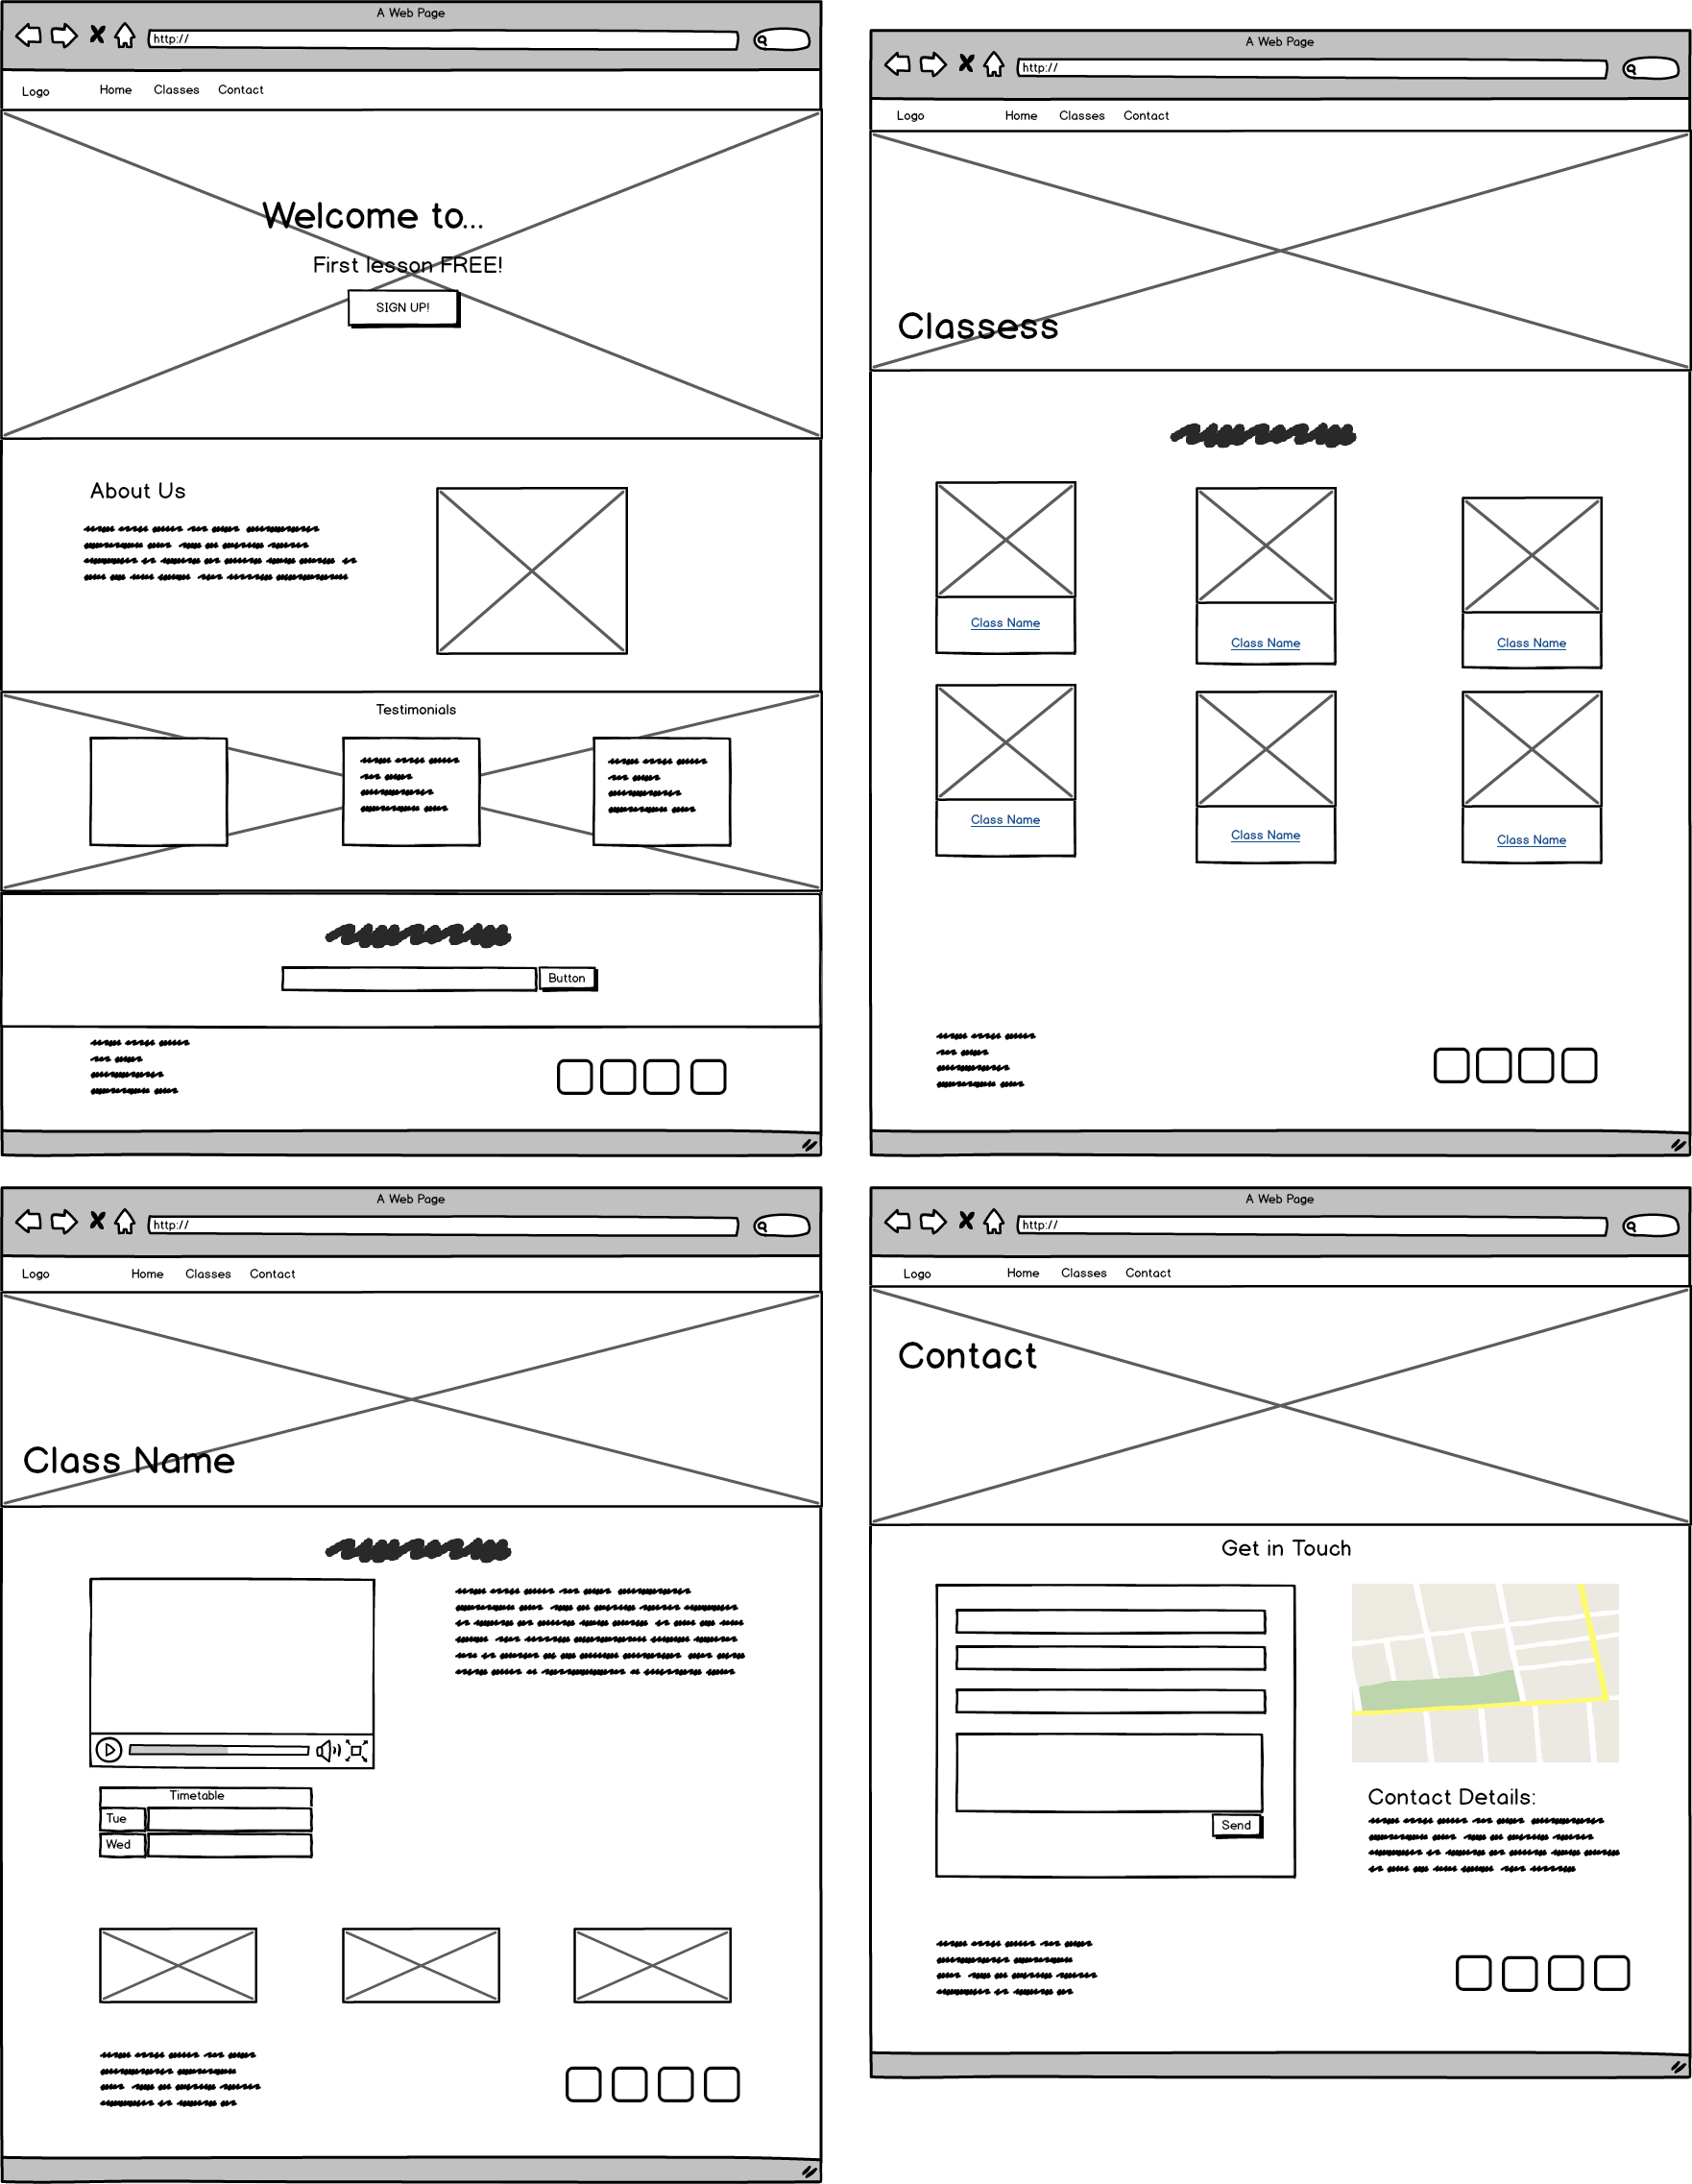 A Web Page
http://
Logo Home Classes Contact
Welcome to...
First lesson FREE!
SIGN UP!
About Us
Testimonials
Button
A Web Page
http://
Logo Home Classes Contact
Classess
Class Name Class Name Class Name
Class Name Class Name Class Name
A Web Page
http://
Logo Home Classes Contact
Class Name
Timetable
Tue
Wed
A Web Page
http://
Logo Home Classes Contact
Contact
Get in Touch
Send
Contact Details: